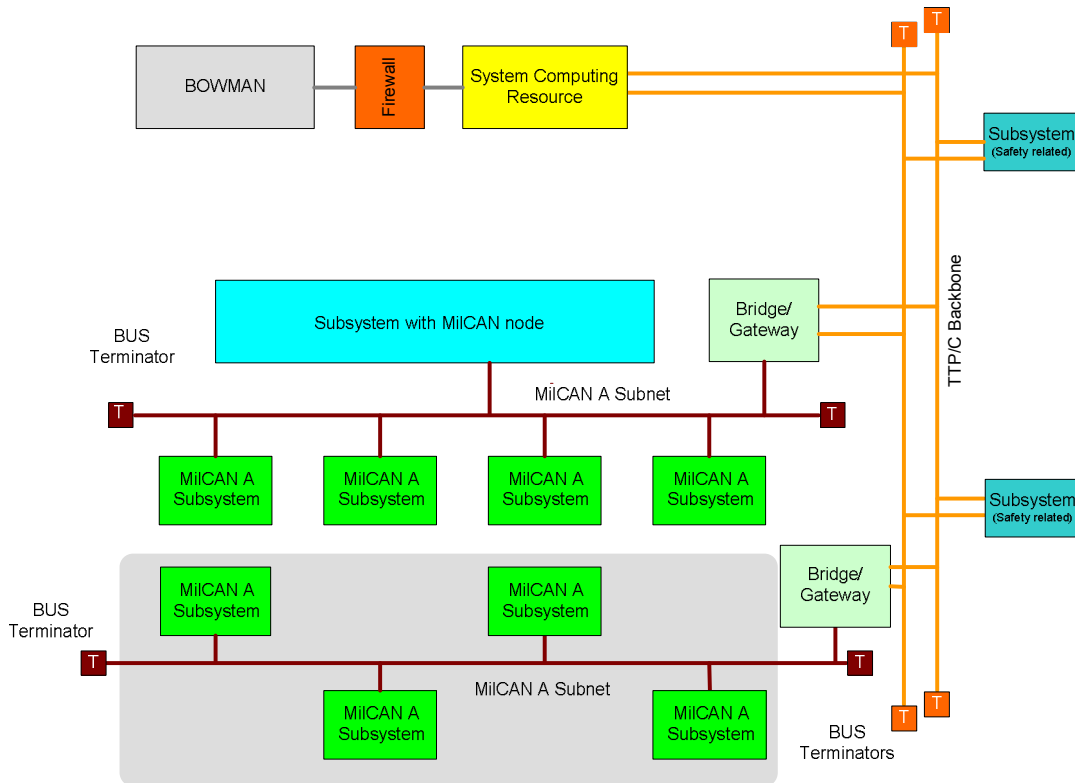 T
T
BOWMAN
Firewall
System Computing
Resource
Subsystem
(Safety related)
TTP/C Backbone
Subsystem with MilCAN node
Bridge/
Gateway
BUS
Terminator
MilCAN A Subnet
T
T
MilCAN A
Subsystem
MilCAN A
Subsystem
MilCAN A
Subsystem
MilCAN A
Subsystem
Subsystem
(Safety related)
MilCAN A
Subsystem
MilCAN A
Subsystem
Bridge/
Gateway
BUS
Terminator
T
T
MilCAN A Subnet
MilCAN A
Subsystem
MilCAN A
Subsystem
T
T
BUS
Terminators